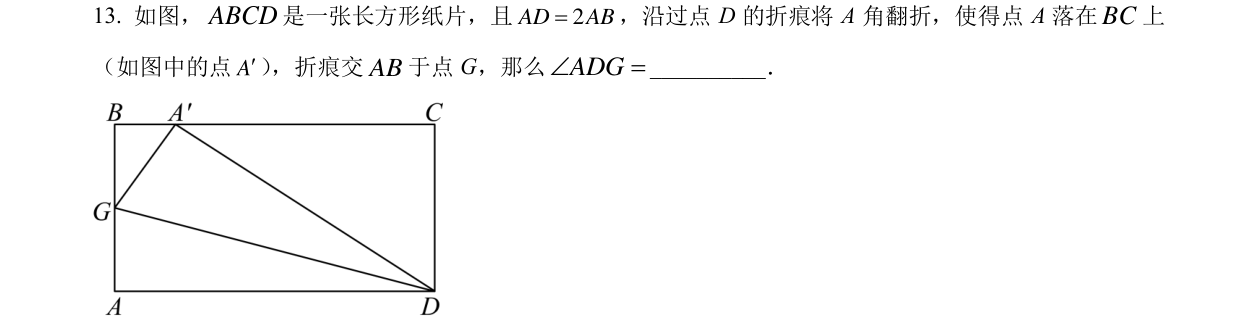 13. 如图， ABCD 是一张长方形纸片，且 AD=2AB，沿过点 D 的折痕将 A 角翻折，使得点 A 落在 BC 上
（如图中的点 A′），折痕交 AB 于点 G，那么∠ADG=__________.
B A′ C
G
A D